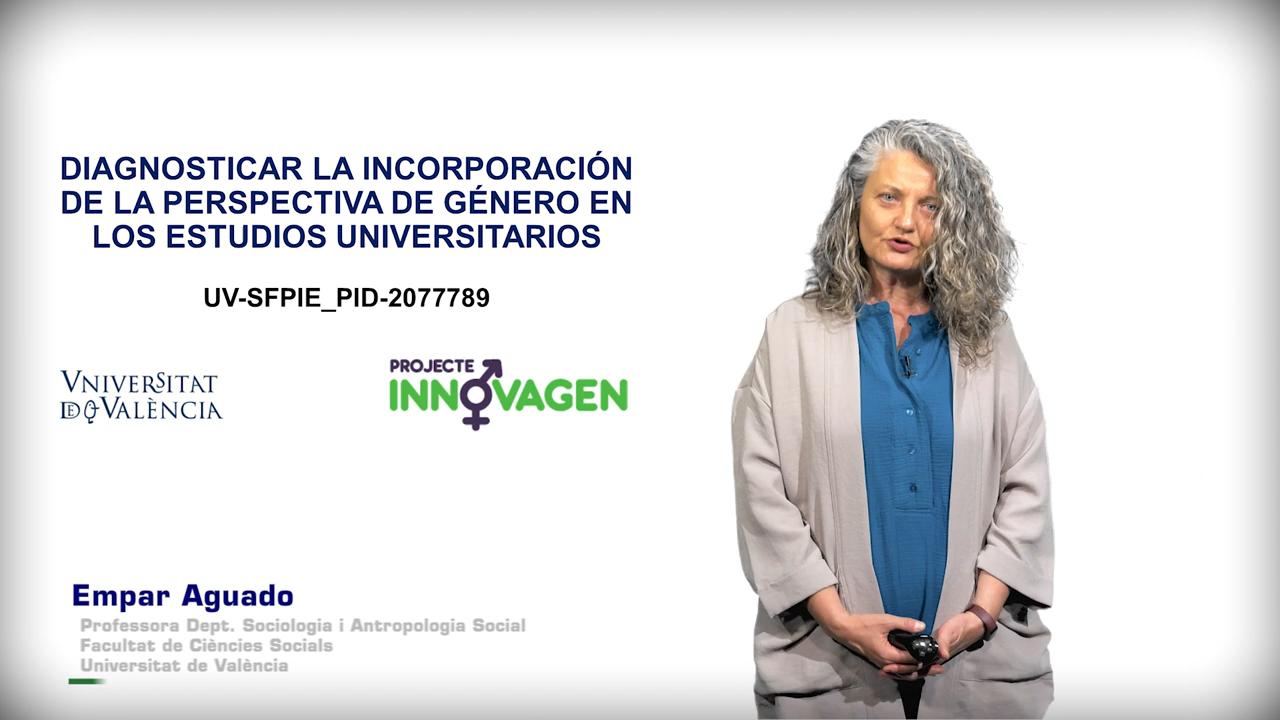 DIAGNOSTICAR LA INCORPORACIÓN
DE LA PERSPECTIVA DE GÉNERO EN
LOS ESTUDIOS UNIVERSITARIOS
UV-SFPIE_PID-2077789
VNIVERSITAT
DE VALÈNCIA
PROJECTE
INNOVAGEN
Empar Aguado
Professora Dept. Sociologia i Antropologia Social
Facultat de Ciències Socials
Universitat de València